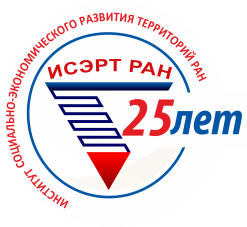 ИНСТИТУТ СОЦИАЛЬНО-ЭКОНОМИЧЕСКОГО РАЗВИТИЯ ТЕРРИТОРИЙ РАН
ИСЭРТ РАН
25лет